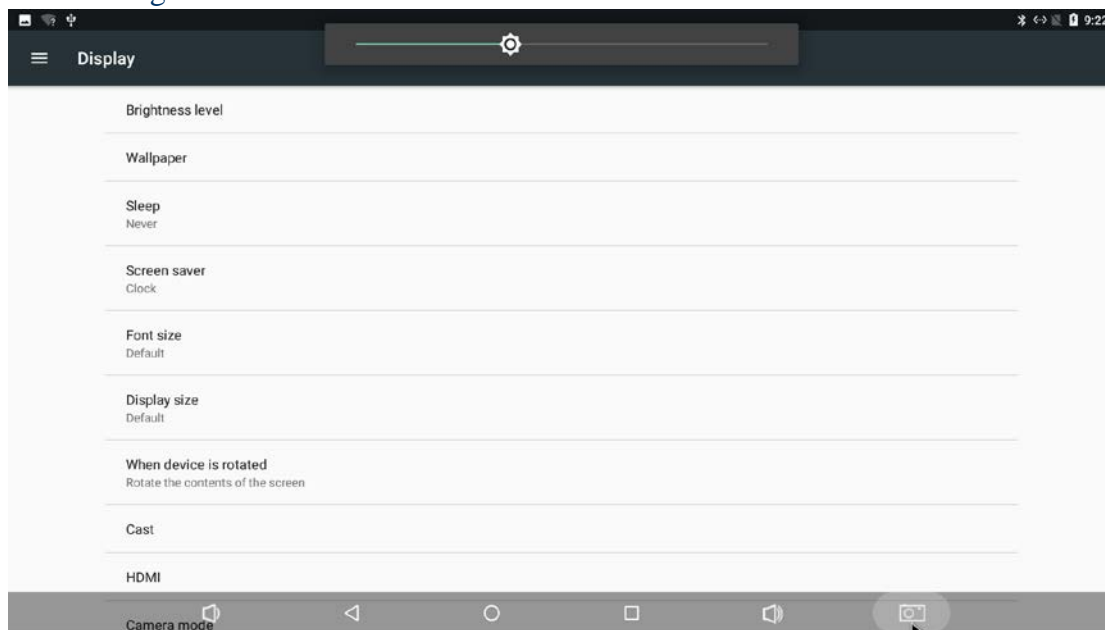 9:22
Display
Brightness level
Wallpaper
Sleep
Never
Screen saver
Clock
Font size
Default
Display size
Default
When device is rotated
Rotate the contents of the screen
Cast
HDMI
Camera mode